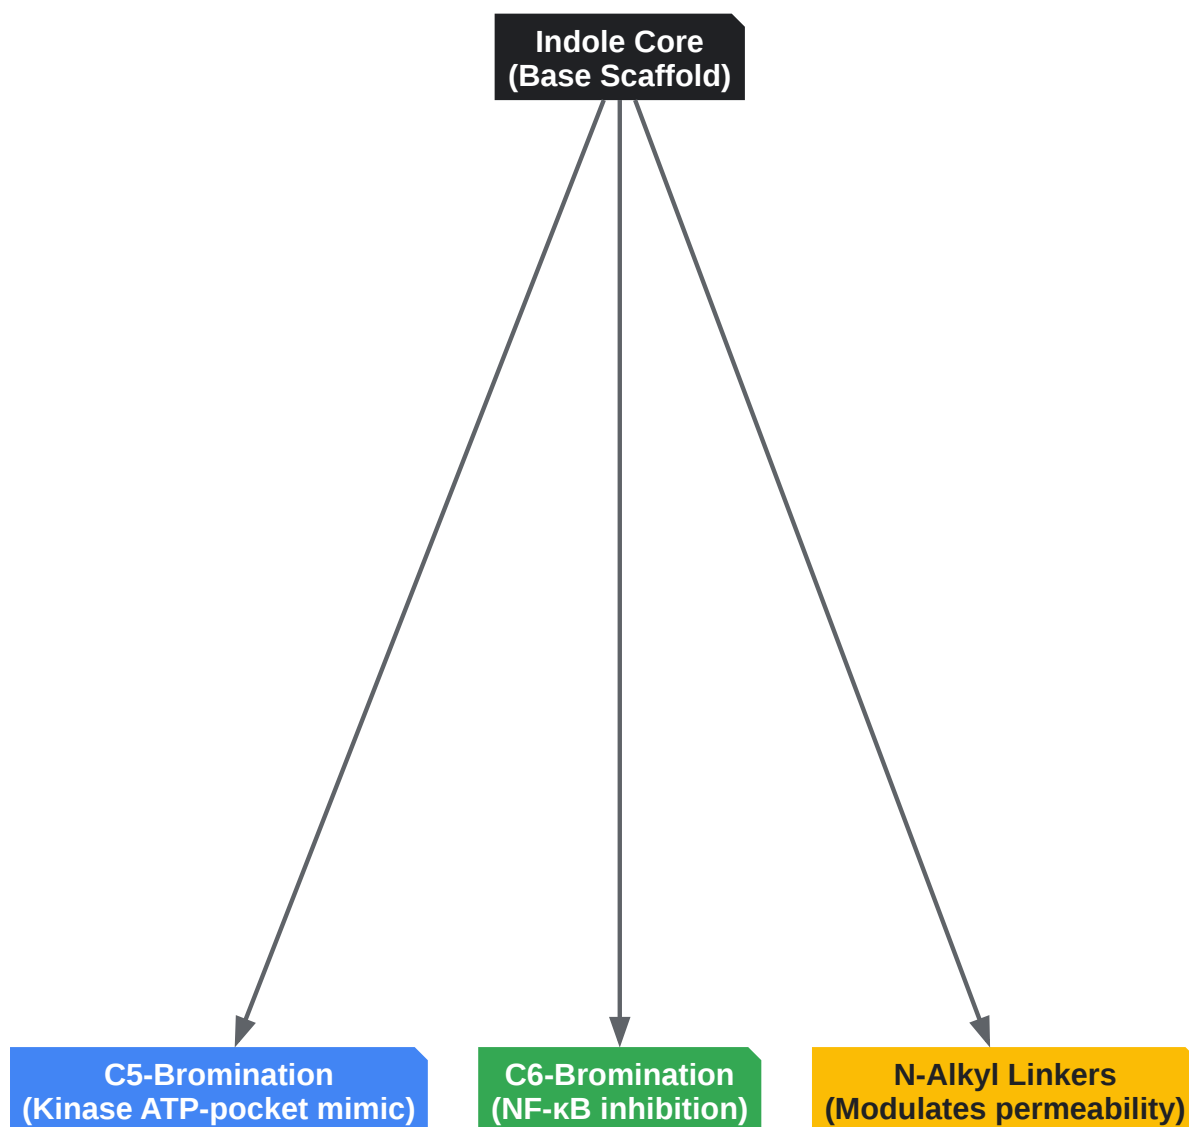 Indole Core
(Base Scaffold)
C5-Bromination
(Kinase ATP-pocket mimic)
C6-Bromination
(NF-κB inhibition)
N-Alkyl Linkers
(Modulates permeability)